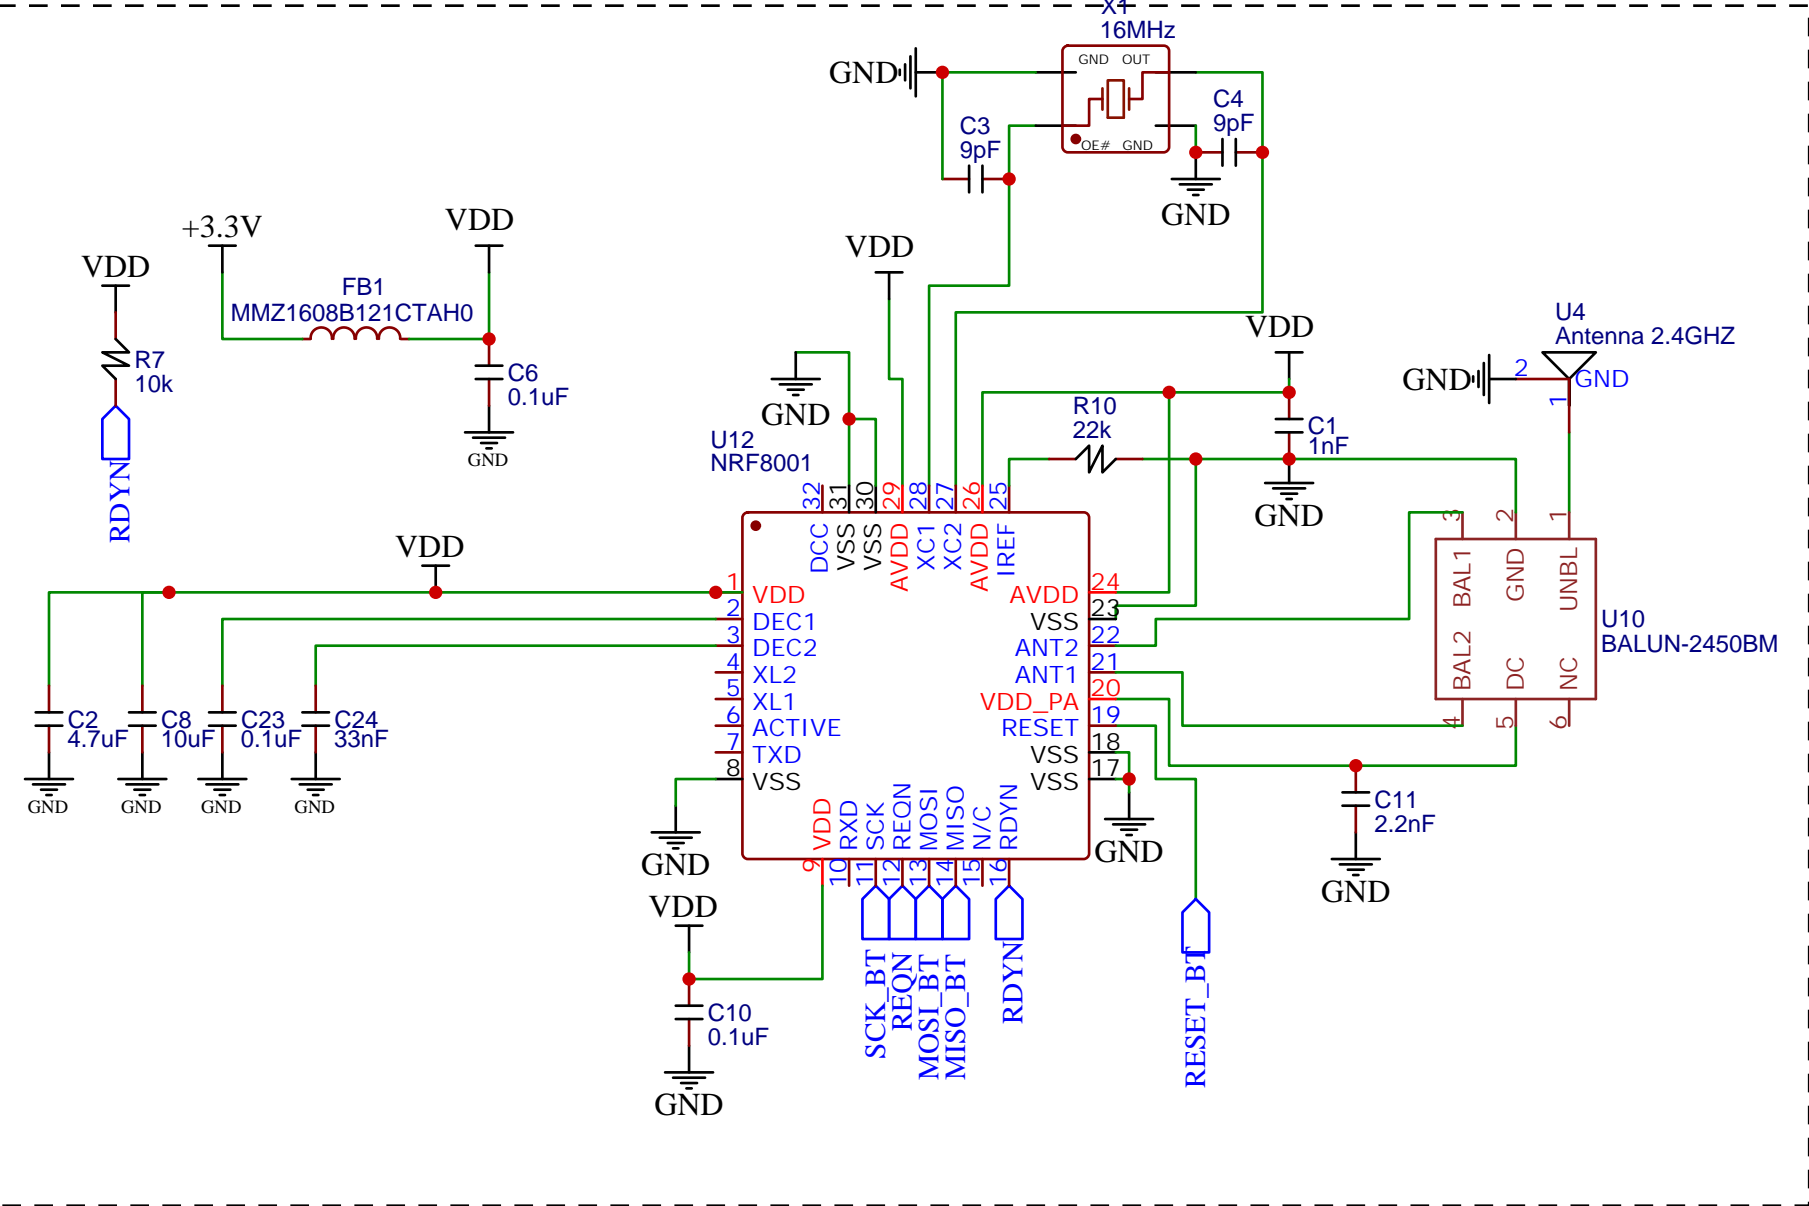 X1
16MHz
GND
GND OUT
OE# GND
C3
9pF
C4
9pF
GND
+3.3V
VDD
VDD
VDD
FB1
MMZ1608B121CTAH0
R7
10k
RDYN
C6
0.1uF
GND
GND
VDD
U4
Antenna 2.4GHZ
GND
2
GND
1
R10
22k
C1
1nF
GND
U12
NRF8001
32 31 30 29 28 27 26 25
DCC VSS VSS AVDD XC1 XC2 AVDD IREF
VDD
1 VDD
2 DEC1
3 DEC2
4 XL2
5 XL1
6 ACTIVE
7 TXD
8 VSS
24 AVDD
23 VSS
22 ANT2
21 ANT1
20 VDD_PA
19 RESET
18 VSS
17 VSS
VDD RXD SCK REQN MOSI MISO N/C RDYN
9 10 11 12 13 14 15 16
3 2 1
BAL1 GND UNBL
BAL2 DC NC
4 5 6
U10
BALUN-2450BM
C2
4.7uF
C8
10uF
C23
0.1uF
C24
33nF
GND
GND
GND
GND
GND
GND
C11
2.2nF
GND
VDD
C10
0.1uF
GND
SCK_BT
REQN
MOSI_BT
MISO_BT
RDYN
RESET_BT